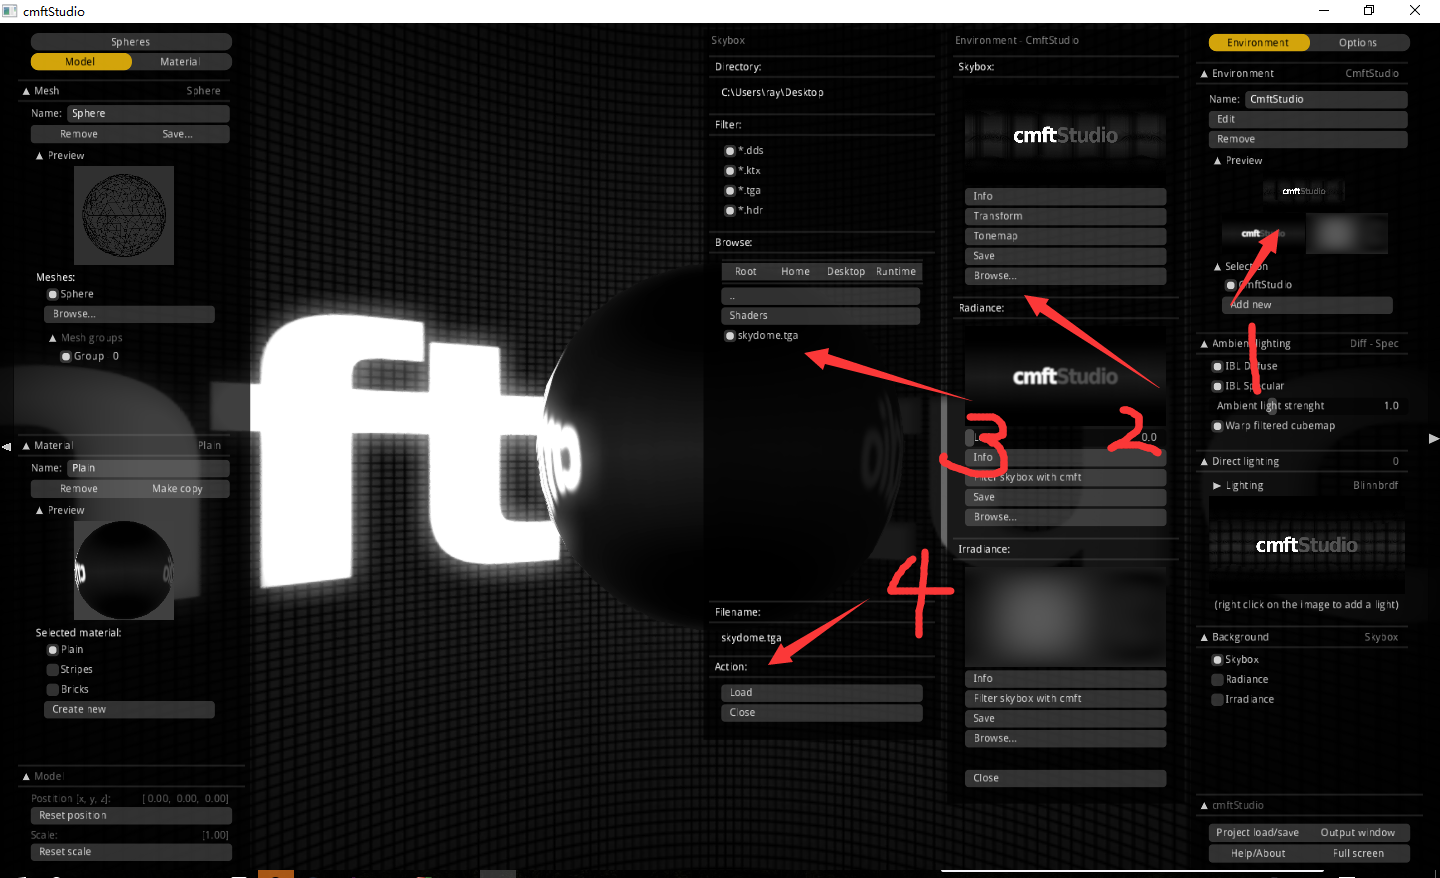 cmftStudio
Spheres
Model Material
Mesh Sphere
Name: Sphere
Remove Save...
Preview
Meshes:
Sphere
Browse...
Mesh groups
Group 0
Material Plain
Name: Plain
Remove Make copy
Preview
Selected material:
Plain
Stripes
Bricks
Create new
Model
Postition [x, y, z]: [ 0.00, 0.00, 0.00]
Reset position
Scale: [1.00]
Reset scale
ft
Skybox
Directory:
C:\Users\ray\Desktop
Filter:
*.dds
*.ktx
*.tga
*.hdr
Browse:
Root Home Desktop Runtime
..
Shaders
skydome.tga
Filename:
skydome.tga
Action:
Load
Close
Environment - CmftStudio
Skybox:
cmftStudio
Info
Transform
Tonemap
Save
Browse...
Radiance:
cmftStudio
0.0
Info
Filter skybox with cmft
Save
Browse...
Irradiance:
Info
Filter skybox with cmft
Save
Browse...
Close
Environment Options
Environment CmftStudio
Name: CmftStudio
Edit
Remove
Preview
cmftStudio
cmftStudio
Selection
CmftStudio
Add new
Ambient lighting Diff - Spec
IBL Diffuse
IBL Specular
Ambient light strenght 1.0
Warp filtered cubemap
Direct lighting 0
Lighting Blinnbrdf
cmftStudio
(right click on the image to add a light)
Background Skybox
Skybox
Radiance
Irradiance
cmftStudio
Project load/save Output window
Help/About Full screen
1
2
3
4